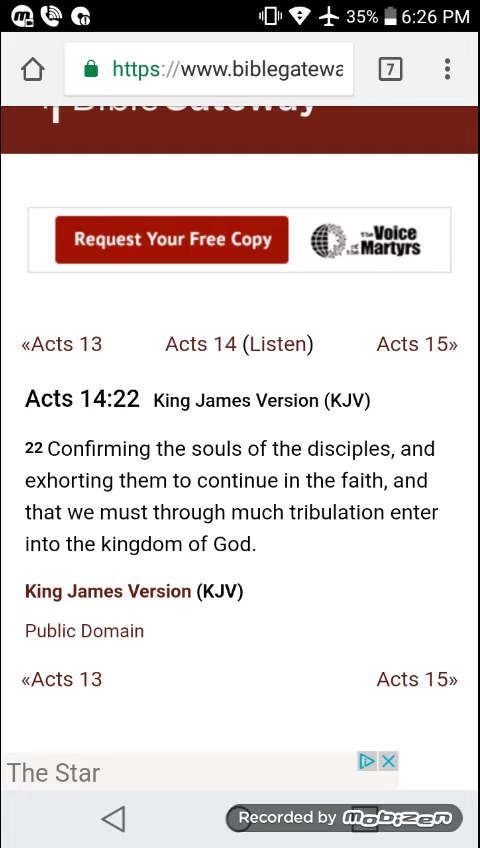 35% 6:26 PM
https://www.biblegatewa
7
Request Your Free Copy
The Voice
of the Martyrs
«Acts 13 Acts 14 (Listen) Acts 15»
Acts 14:22 King James Version (KJV)
22 Confirming the souls of the disciples, and
exhorting them to continue in the faith, and
that we must through much tribulation enter
into the kingdom of God.
King James Version (KJV)
Public Domain
«Acts 13 Acts 15»
The Star
Recorded by mobizen